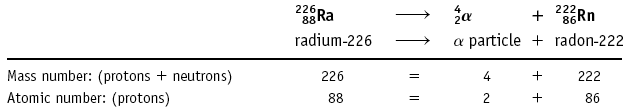 ²²⁶₈₈Ra ⟶ ⁴₂α + ²²²₈₆Rn
radium-226 ⟶ α particle + radon-222
Mass number: (protons + neutrons) 226 = 4 + 222
Atomic number: (protons) 88 = 2 + 86